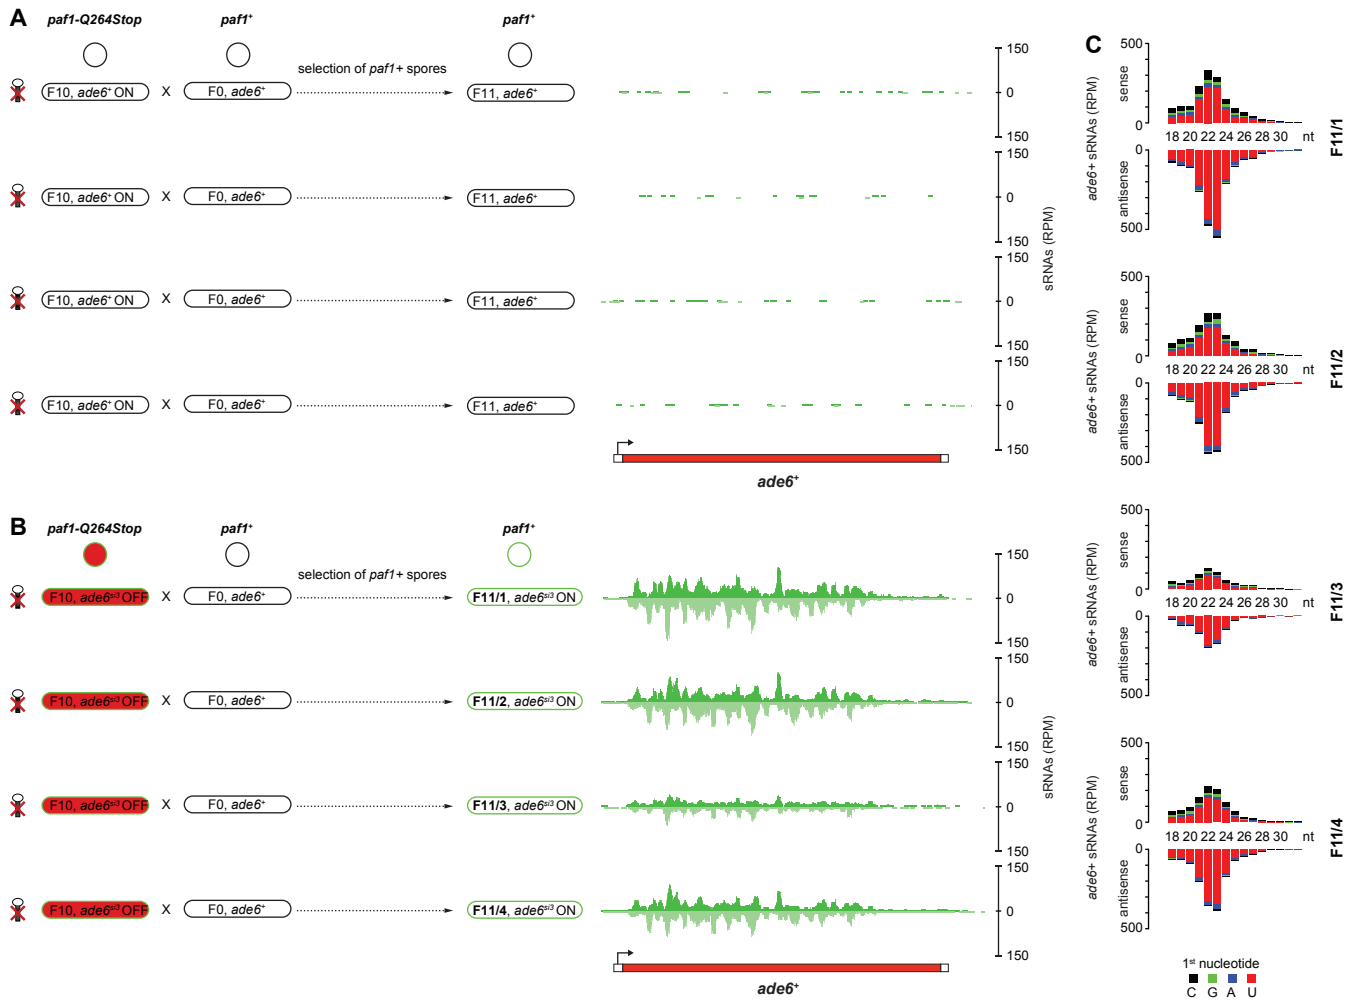 A
paf1-Q264Stop paf1⁺ paf1⁺
selection of paf1+ spores
F10, ade6⁺ ON X F0, ade6⁺ F11, ade6⁺
150
0
150
F10, ade6⁺ ON X F0, ade6⁺ F11, ade6⁺
150
0
150
F10, ade6⁺ ON X F0, ade6⁺ F11, ade6⁺
150
0
150
F10, ade6⁺ ON X F0, ade6⁺ F11, ade6⁺
150
0
150
sRNAs (RPM)
ade6⁺
B
paf1-Q264Stop paf1⁺ paf1⁺
selection of paf1+ spores
F10, ade6ˢⁱ³ OFF X F0, ade6⁺ F11/1, ade6ˢⁱ³ ON
150
0
150
F10, ade6ˢⁱ³ OFF X F0, ade6⁺ F11/2, ade6ˢⁱ³ ON
150
0
150
F10, ade6ˢⁱ³ OFF X F0, ade6⁺ F11/3, ade6ˢⁱ³ ON
150
0
150
F10, ade6ˢⁱ³ OFF X F0, ade6⁺ F11/4, ade6ˢⁱ³ ON
150
0
150
sRNAs (RPM)
ade6⁺
C
500
0
18 20 22 24 26 28 30 nt
0
500
ade6+ sRNAs (RPM)
antisense sense
F11/1
500
0
18 20 22 24 26 28 30 nt
0
500
ade6+ sRNAs (RPM)
antisense sense
F11/2
500
0
18 20 22 24 26 28 30 nt
0
500
ade6+ sRNAs (RPM)
antisense sense
F11/3
500
0
18 20 22 24 26 28 30 nt
0
500
ade6+ sRNAs (RPM)
antisense sense
F11/4
1ˢᵗ nucleotide
C G A U